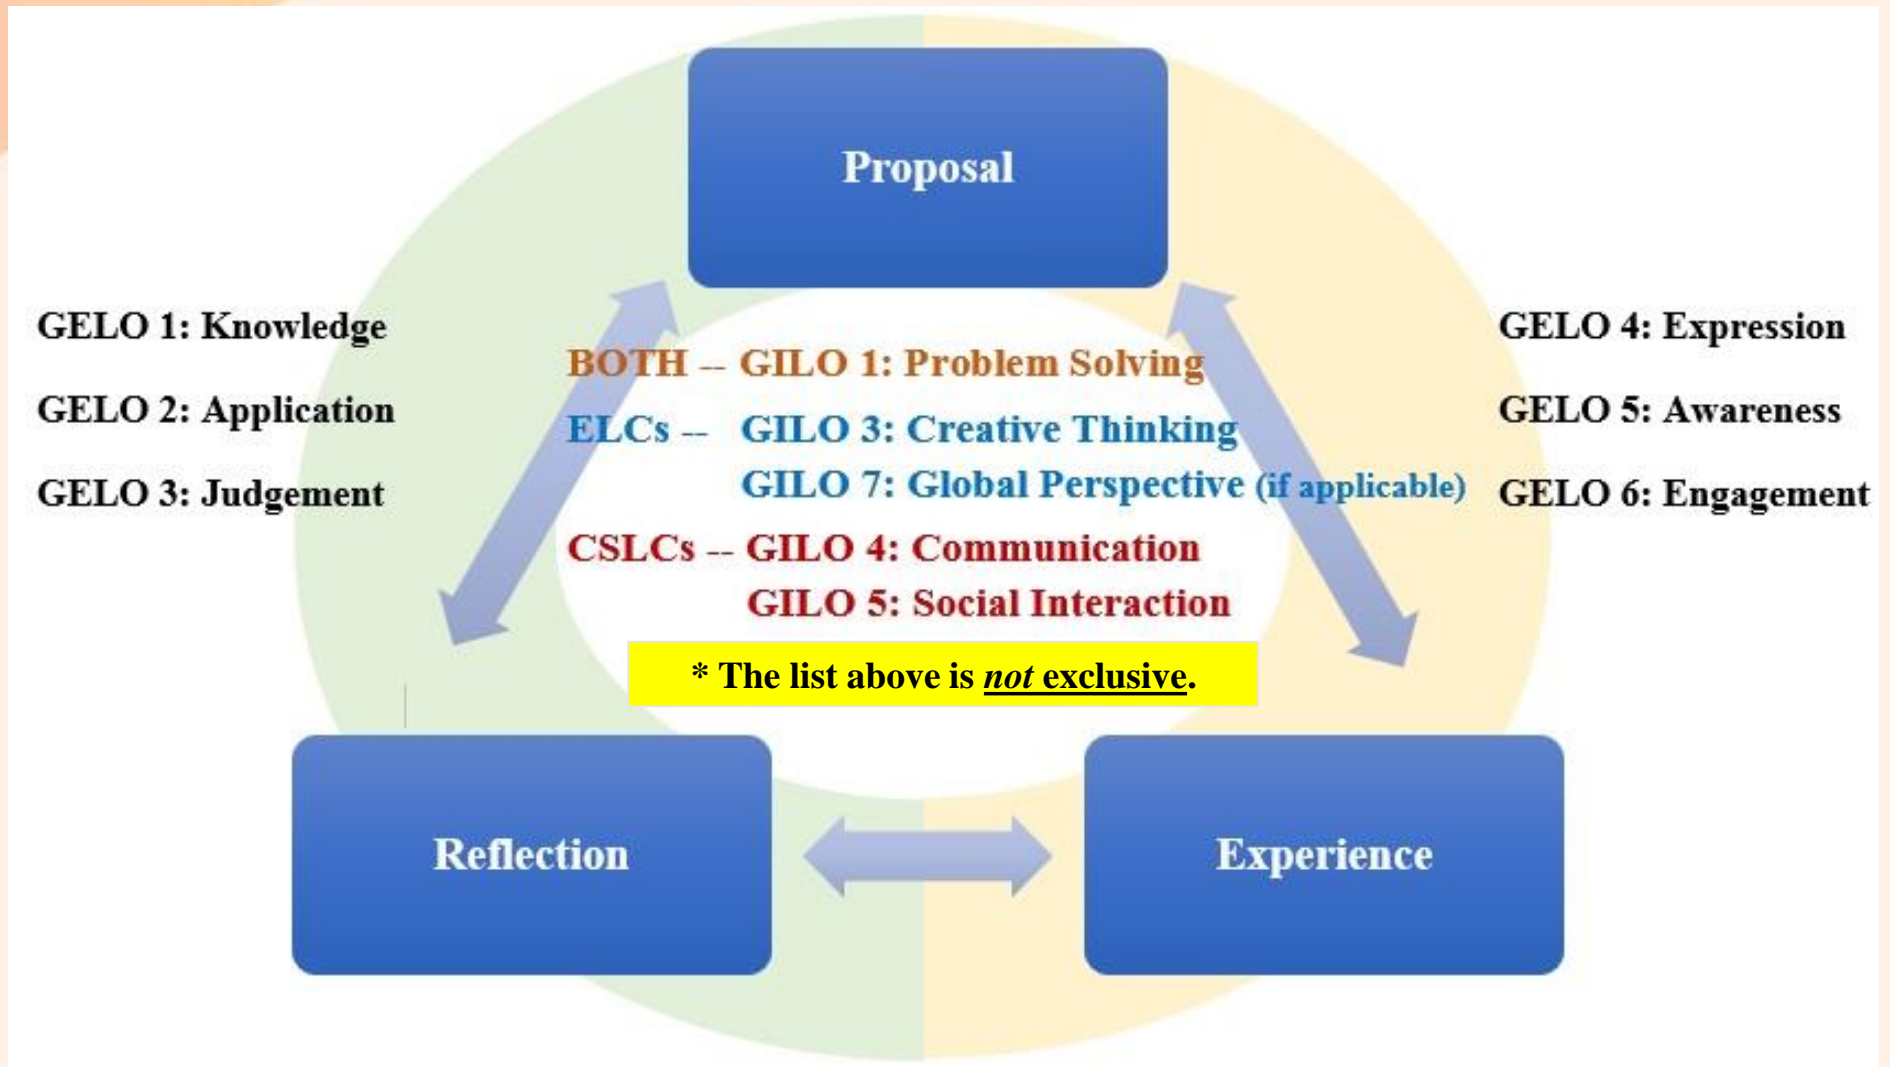 Proposal
GELO 1: Knowledge
GELO 2: Application
GELO 3: Judgement
BOTH -- GILO 1: Problem Solving
ELCs -- GILO 3: Creative Thinking
GILO 7: Global Perspective (if applicable)
CSLCs -- GILO 4: Communication
GILO 5: Social Interaction
* The list above is not exclusive.
GELO 4: Expression
GELO 5: Awareness
GELO 6: Engagement
Reflection
Experience